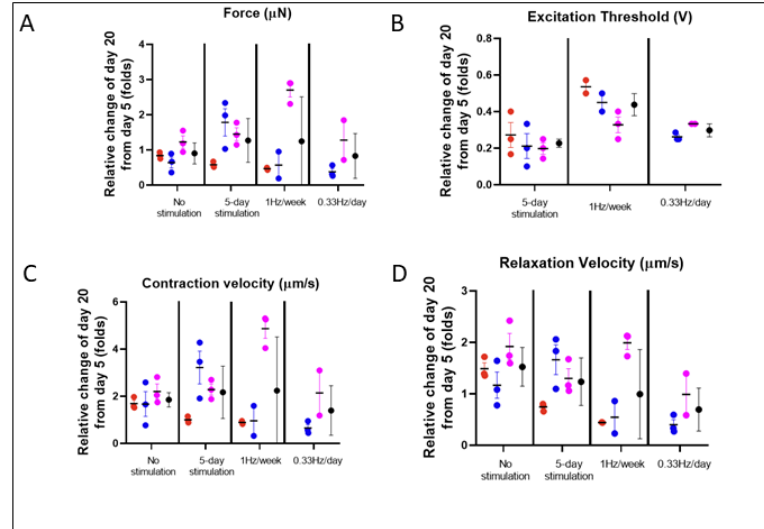 A
Force (µN)
Relative change of day 20
from day 5 (folds)
4
3
2
1
0
No
stimulation
5-day
stimulation
1Hz/week
0.33Hz/day
B
Excitation Threshold (V)
Relative change of day 20
from day 5 (folds)
0.8
0.6
0.4
0.2
0.0
5-day
stimulation
1Hz/week
0.33Hz/day
C
Contraction velocity (µm/s)
Relative change of day 20
from day 5 (folds)
6
4
2
0
No
stimulation
5-day
stimulation
1Hz/week
0.33Hz/day
D
Relaxation Velocity (µm/s)
Relative change of day 20
from day 5 (folds)
3
2
1
0
No
stimulation
5-day
stimulation
1Hz/week
0.33Hz/day